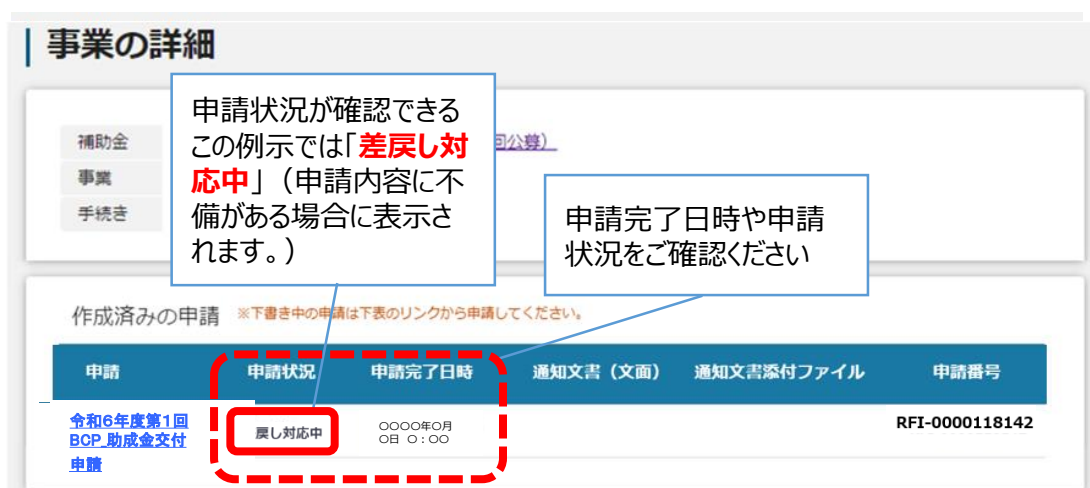 事業の詳細
申請状況が確認できる
この例示では「差戻し対
応中」（申請内容に不
備がある場合に表示さ
れます。）
補助金
回公募）
事業
手続き
申請完了日時や申請
状況をご確認ください
作成済みの申請 ※下書き中の申請は下表のリンクから申請してください。
申請 申請状況 申請完了日時 通知文書（文面） 通知文書添付ファイル 申請番号
令和6年度第1回
BCP_助成金交付
申請
戻し対応中
〇〇〇〇年〇月
〇日 〇：〇〇
RFI-0000118142